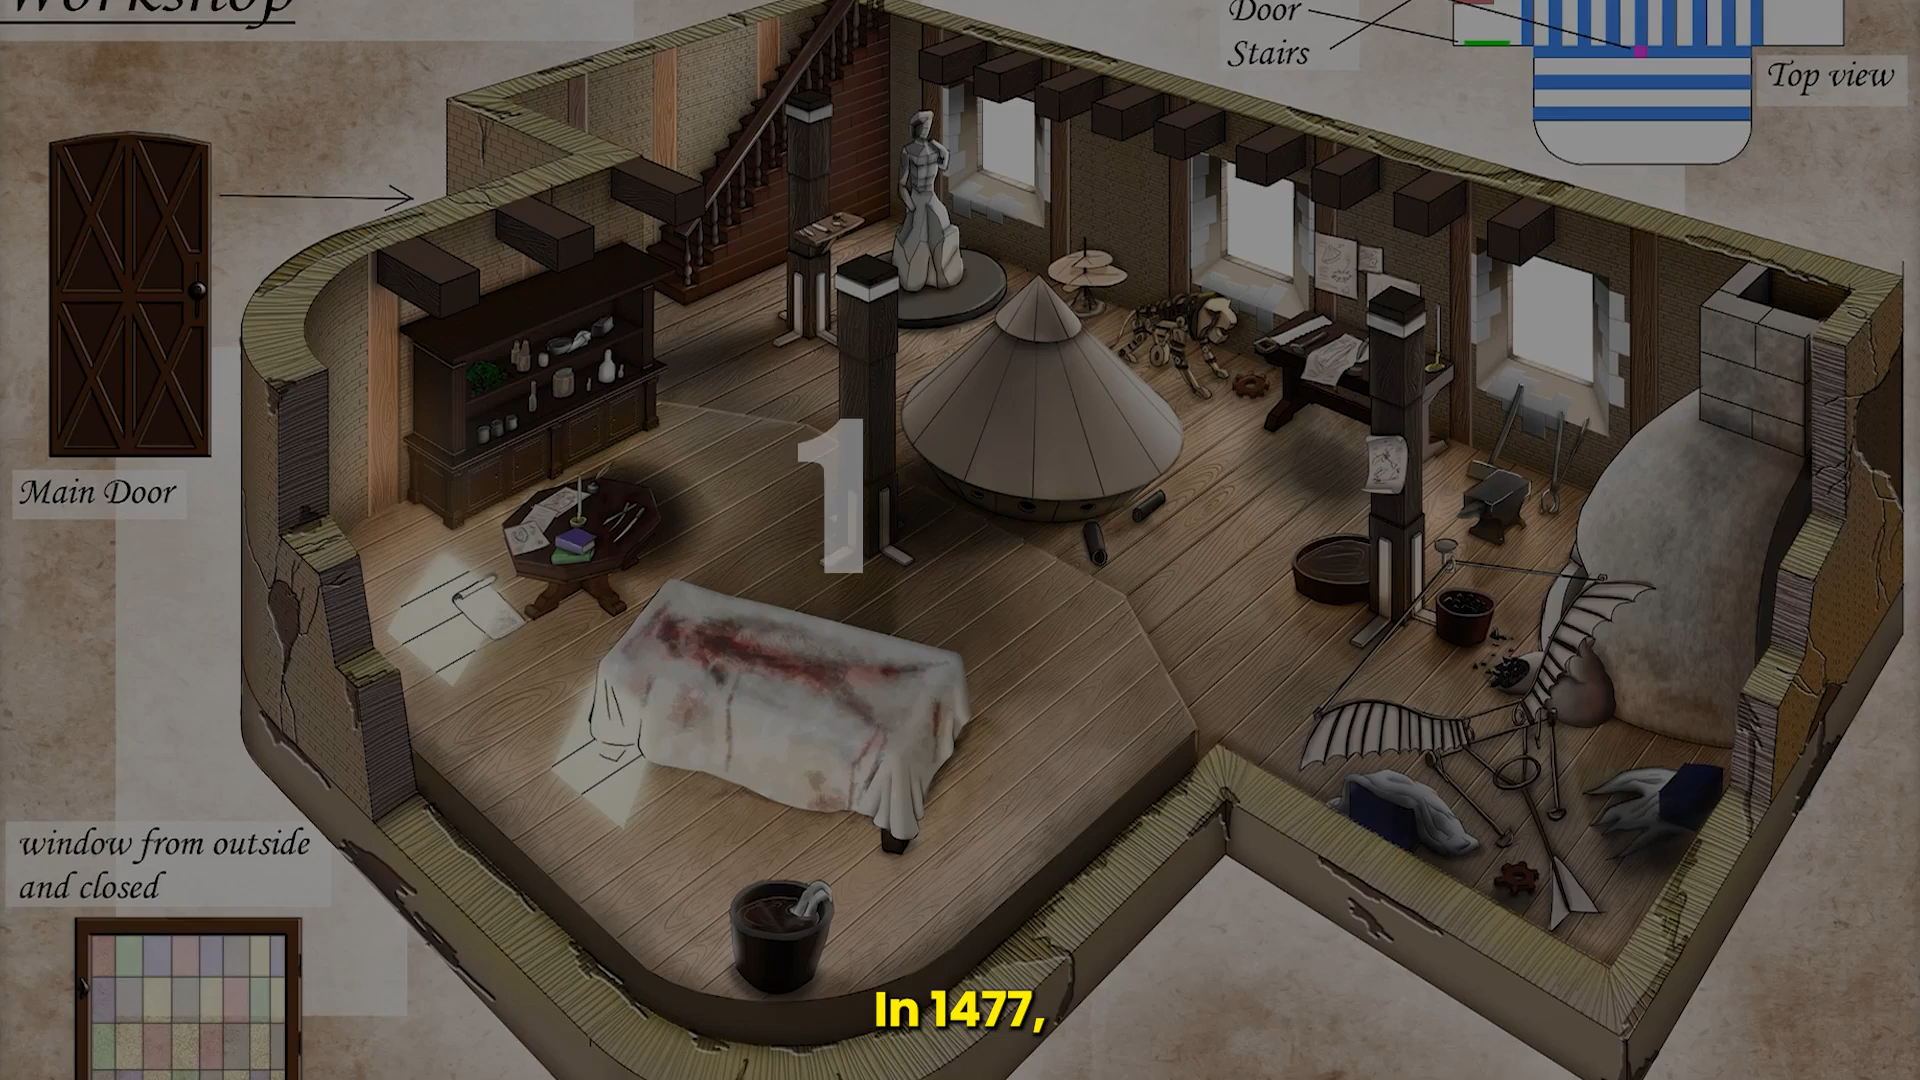 Workshop
Door
Stairs
Top view
Main Door
1
window from outside
and closed
In 1477,